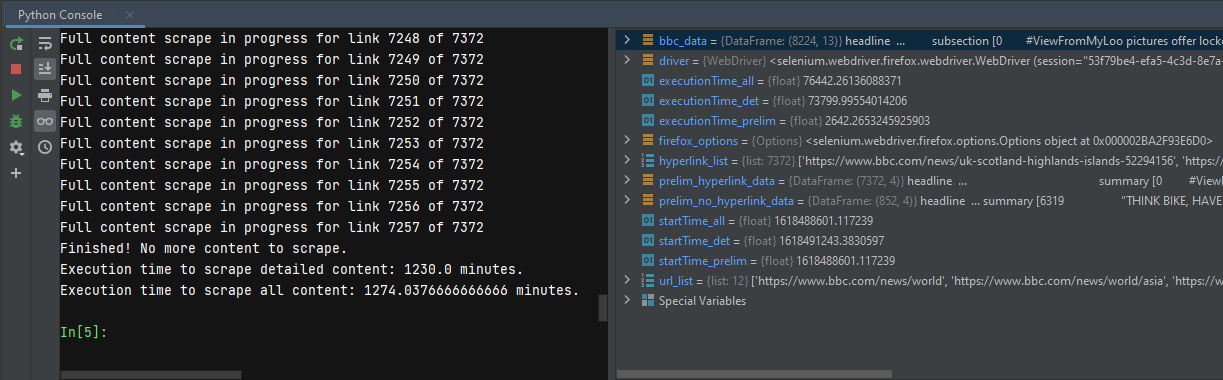 Python Console
Full content scrape in progress for link 7248 of 7372
Full content scrape in progress for link 7249 of 7372
Full content scrape in progress for link 7250 of 7372
Full content scrape in progress for link 7251 of 7372
Full content scrape in progress for link 7252 of 7372
Full content scrape in progress for link 7253 of 7372
Full content scrape in progress for link 7254 of 7372
Full content scrape in progress for link 7255 of 7372
Full content scrape in progress for link 7256 of 7372
Full content scrape in progress for link 7257 of 7372
Finished! No more content to scrape.
Execution time to scrape detailed content: 1230.0 minutes.
Execution time to scrape all content: 1274.0376666666666 minutes.
In[5]:
bbc_data = {DataFrame: (8224, 13)} headline ... subsection [0 #ViewFromMyLoo pictures offer locke
driver = {WebDriver} <selenium.webdriver.firefox.webdriver.WebDriver (session="53f79be4-efa5-4c3d-8e7a-
executionTime_all = {float} 76442.26136088371
executionTime_det = {float} 73799.99554014206
executionTime_prelim = {float} 2642.2653245925903
firefox_options = {Options} <selenium.webdriver.firefox.options.Options object at 0x000002BA2F93E6D0>
hyperlink_list = {list: 7372} ['https://www.bbc.com/news/uk-scotland-highlands-islands-52294156', 'https:/
prelim_hyperlink_data = {DataFrame: (7372, 4)} headline ... summary [0 #ViewF
prelim_no_hyperlink_data = {DataFrame: (852, 4)} headline ... summary [6319 "THINK BIKE, HAVE
startTime_all = {float} 1618488601.117239
startTime_det = {float} 1618491243.3830597
startTime_prelim = {float} 1618488601.117239
url_list = {list: 12} ['https://www.bbc.com/news/world', 'https://www.bbc.com/news/world/asia', 'https://w
Special Variables